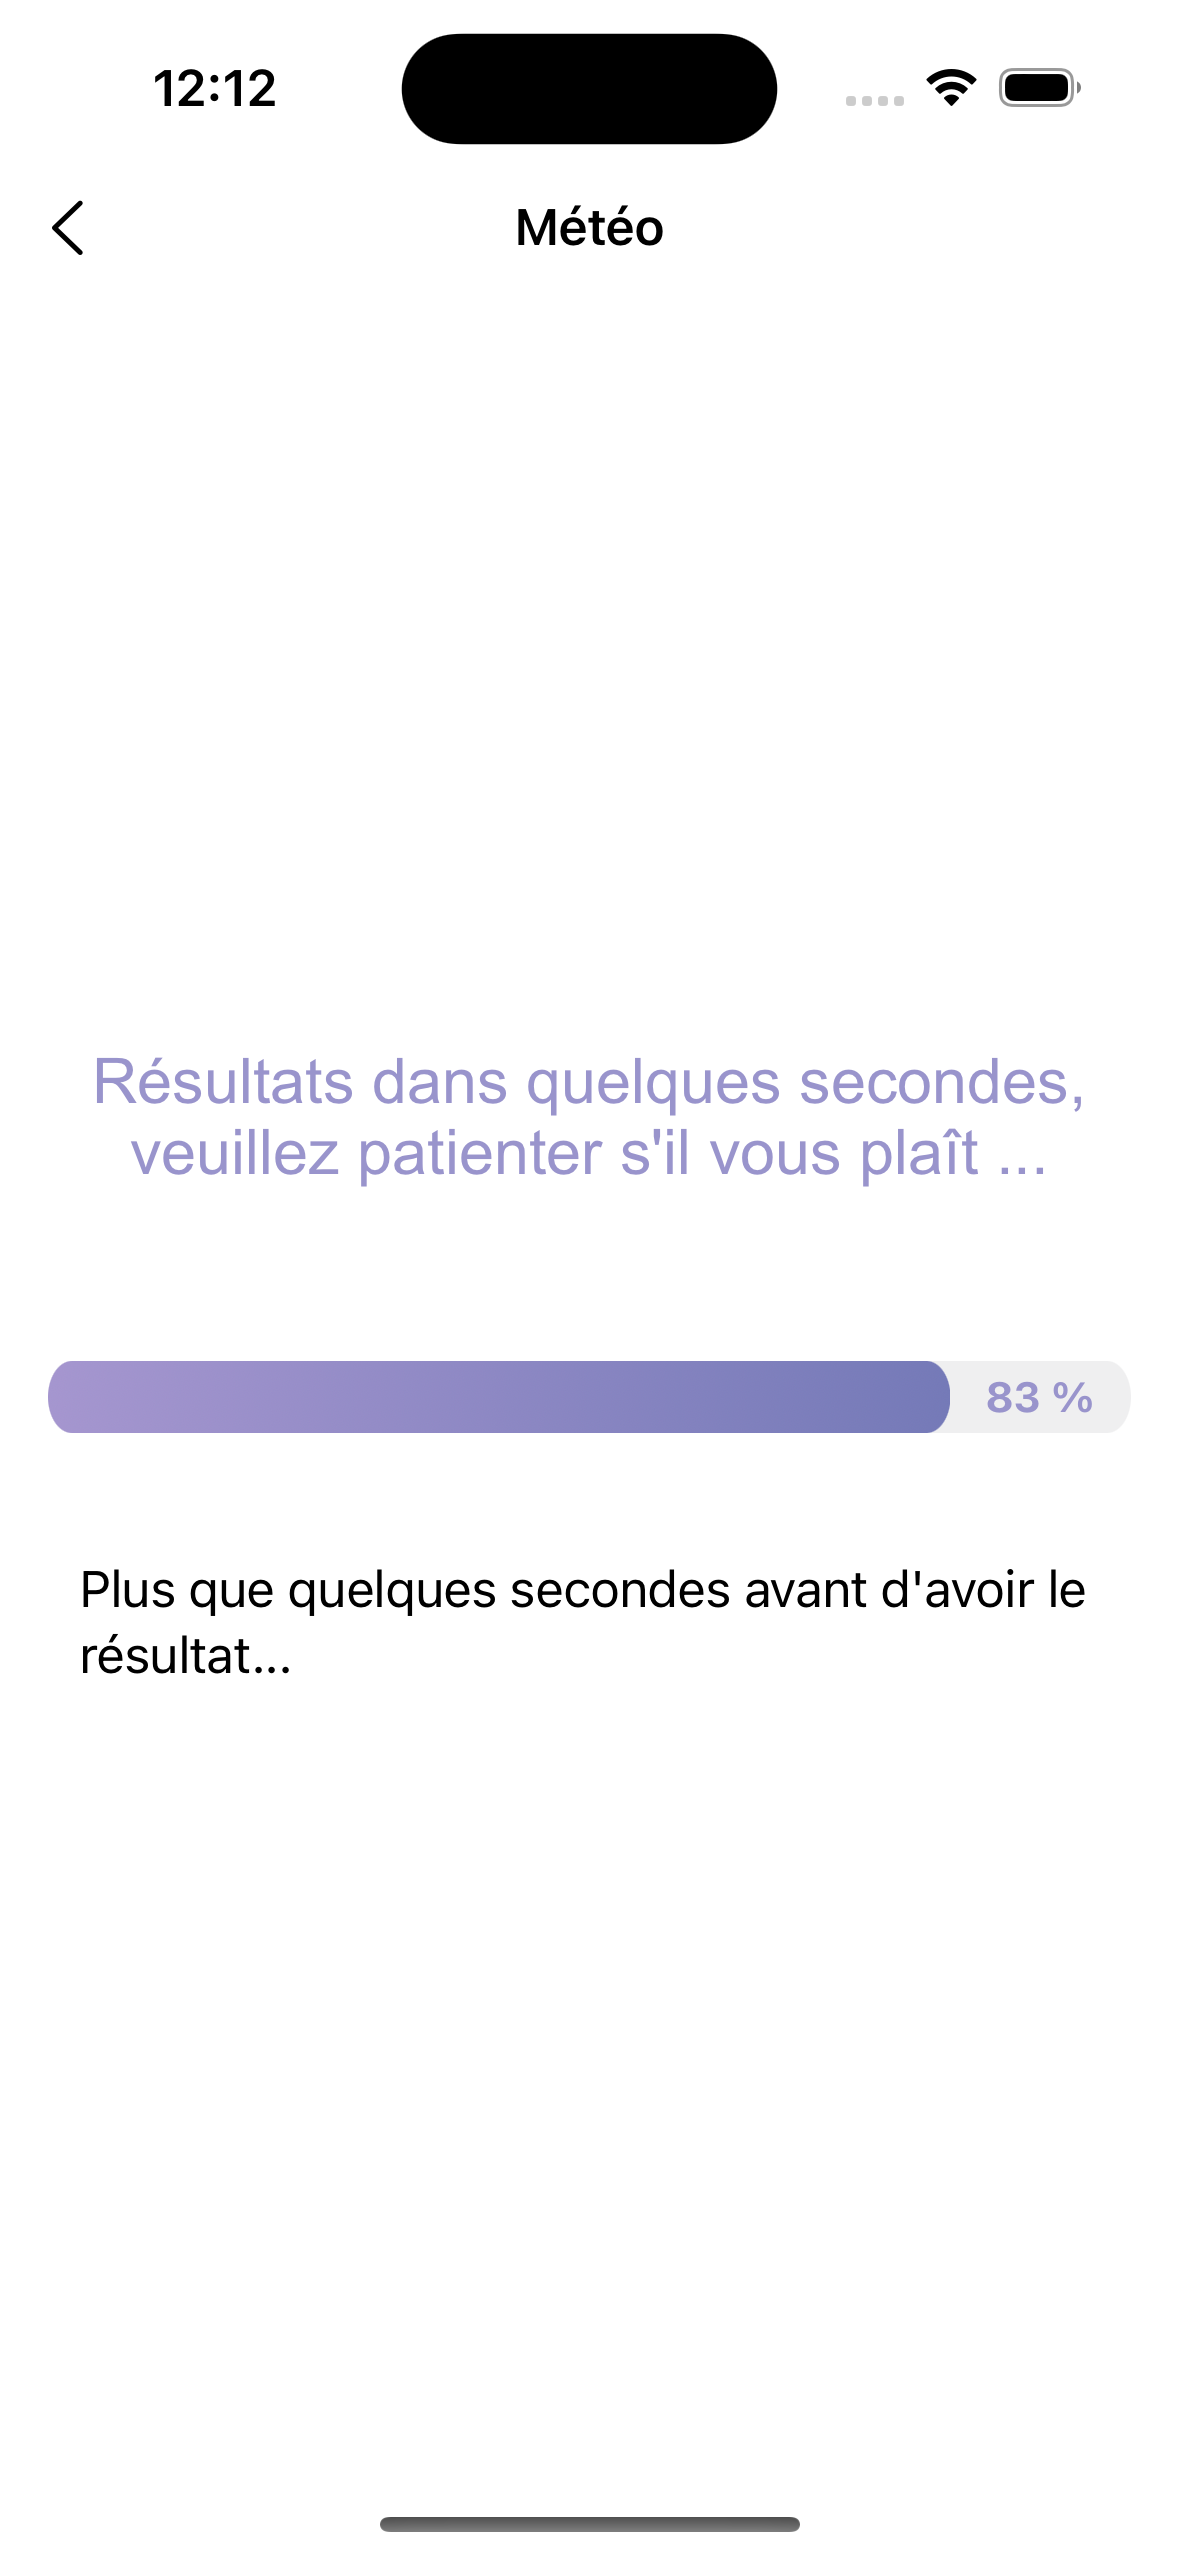 12:12
Météo
Résultats dans quelques secondes,
veuillez patienter s'il vous plaît ...
83 %
Plus que quelques secondes avant d'avoir le
résultat...